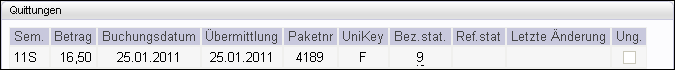 Quittungen
Sem. Betrag Buchungsdatum Übermittlung Paketnr UniKey Bez.stat. Ref.stat Letzte Änderung Ung.
11S 16,50 25.01.2011 25.01.2011 4189 F 9